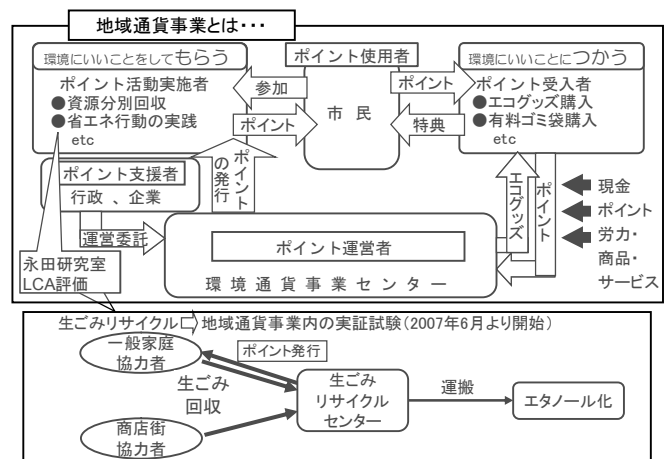 地域通貨事業とは・・・
環境にいいことをしてもらう
ポイント活動実施者
●資源分別回収
●省エネ行動の実践
etc
参加
ポイント
ポイント使用者
市民
ポイント
特典
環境にいいことにつかう
ポイント受入者
●エコグッズ購入
●有料ゴミ袋購入
etc
ポイント支援者
行政 、企業
ポイント
の発行
運営委託
ポイント運営者
環境通貨事業センター
エコグッズ
ポイント
現金
ポイント
労力・
商品・
サービス
永田研究室
LCA評価
生ごみリサイクル⇨地域通貨事業内の実証試験(2007年6月より開始)
一般家庭
協力者
ポイント発行
生ごみ
回収
商店街
協力者
生ごみ
リサイクル
センター
運搬
エタノール化